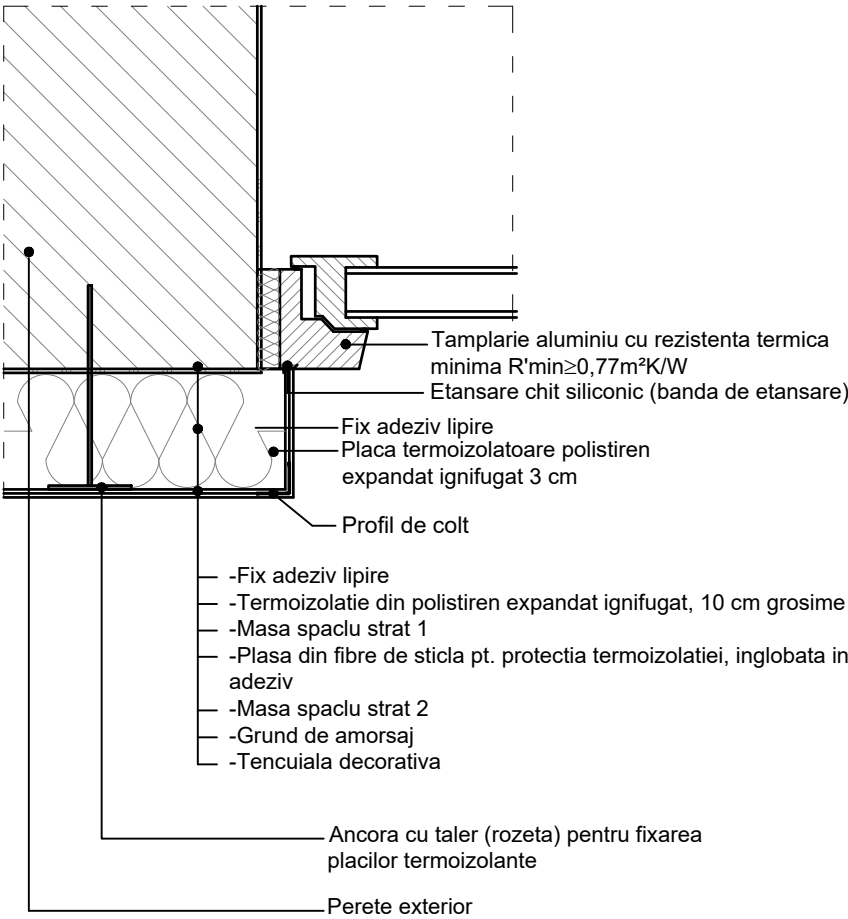 Tamplarie aluminiu cu rezistenta termica
minima R'min≥0,77m²K/W
Etansare chit siliconic (banda de etansare)
Fix adeziv lipire
Placa termoizolatoare polistiren
expandat ignifugat 3 cm
Profil de colt
-Fix adeziv lipire
-Termoizolatie din polistiren expandat ignifugat, 10 cm grosime
-Masa spaclu strat 1
-Plasa din fibre de sticla pt. protectia termoizolatiei, inglobata in
adeziv
-Masa spaclu strat 2
-Grund de amorsaj
-Tencuiala decorativa
Ancora cu taler (rozeta) pentru fixarea
placilor termoizolante
Perete exterior